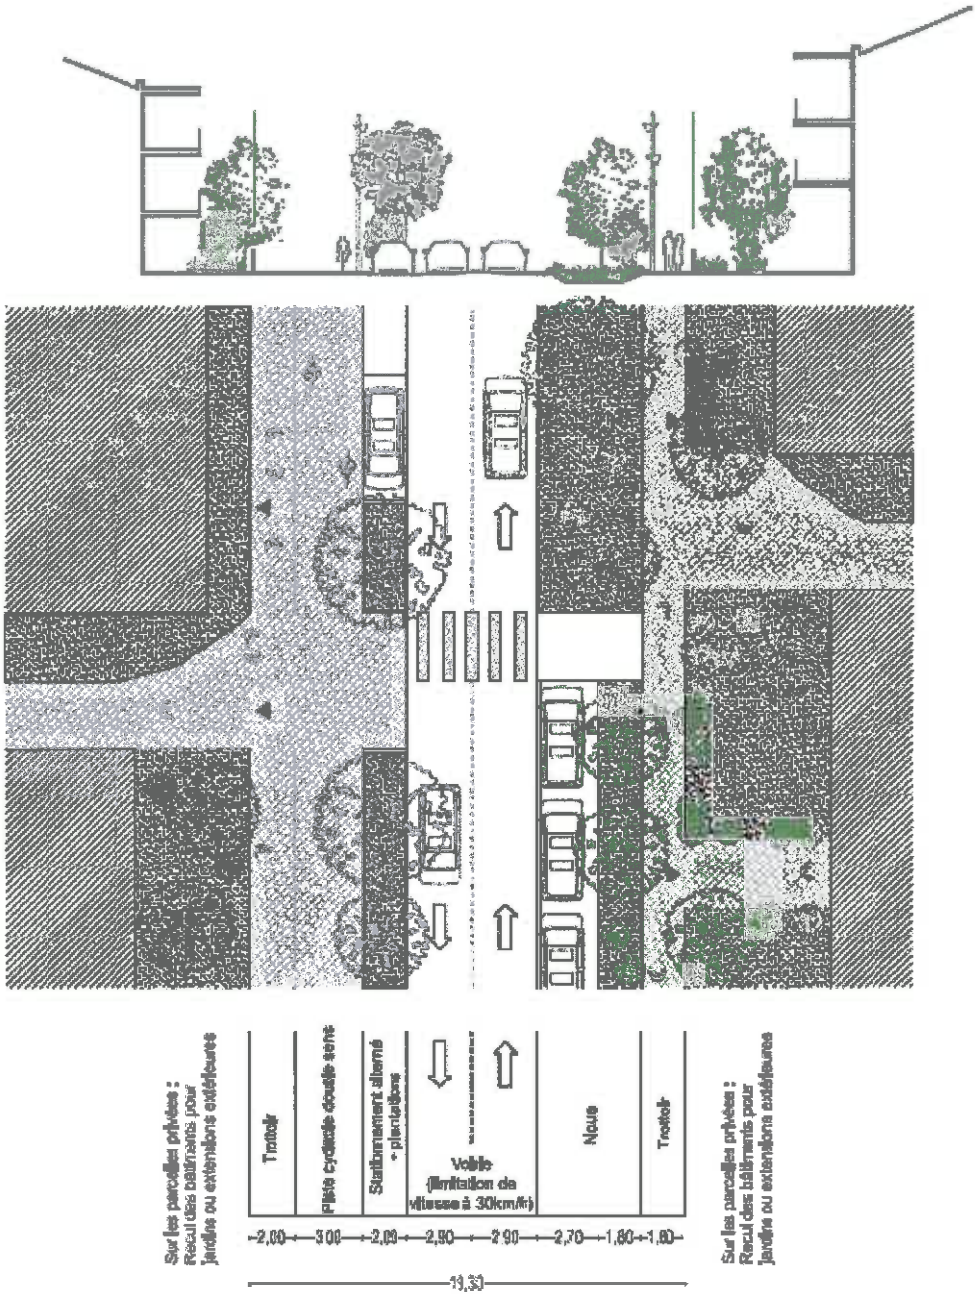 Sur les parcelles privées :
Recul des bâtiments pour
jardins ou extensions extérieures
Trottoir
Piste cyclable double sens
Stationnement alterné
+ plantations
Voirie
(limitation de
vitesse à 30km/h)
Noue
Trottoir
Sur les parcelles privées :
Recul des bâtiments pour
jardins ou extensions extérieures
2,00 3,00 2,00 2,90 2,90 2,70 1,80